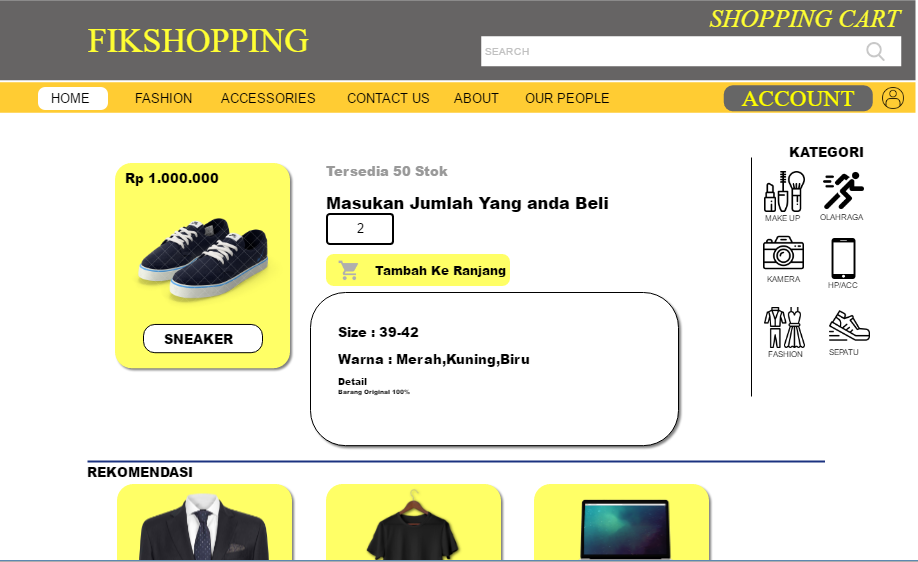 SHOPPING CART
FIKSHOPPING
SEARCH
HOME FASHION ACCESSORIES CONTACT US ABOUT OUR PEOPLE ACCOUNT
KATEGORI
Rp 1.000.000
SNEAKER
Tersedia 50 Stok
Masukan Jumlah Yang anda Beli
2
Tambah Ke Ranjang
Size : 39-42
Warna : Merah,Kuning,Biru
Detail
Barang Original 100%
MAKE UP OLAHRAGA
KAMERA HP/ACC
FASHION SEPATU
REKOMENDASI